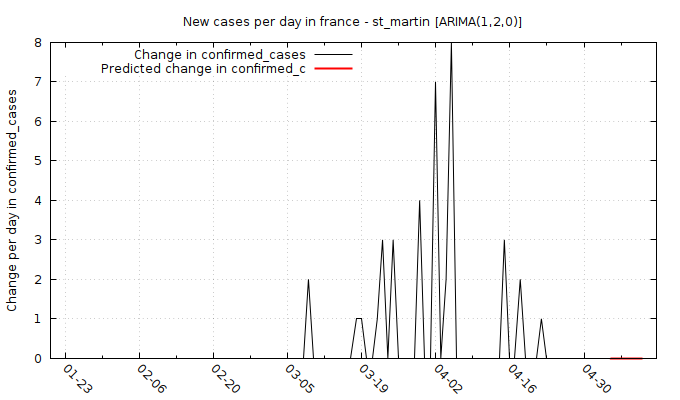 New cases per day in france - st_martin [ARIMA(1,2,0)]
Change in confirmed_cases
Predicted change in confirmed_c
Change per day in confirmed_cases
8
7
6
5
4
3
2
1
0
01-23 02-06 02-20 03-05 03-19 04-02 04-16 04-30